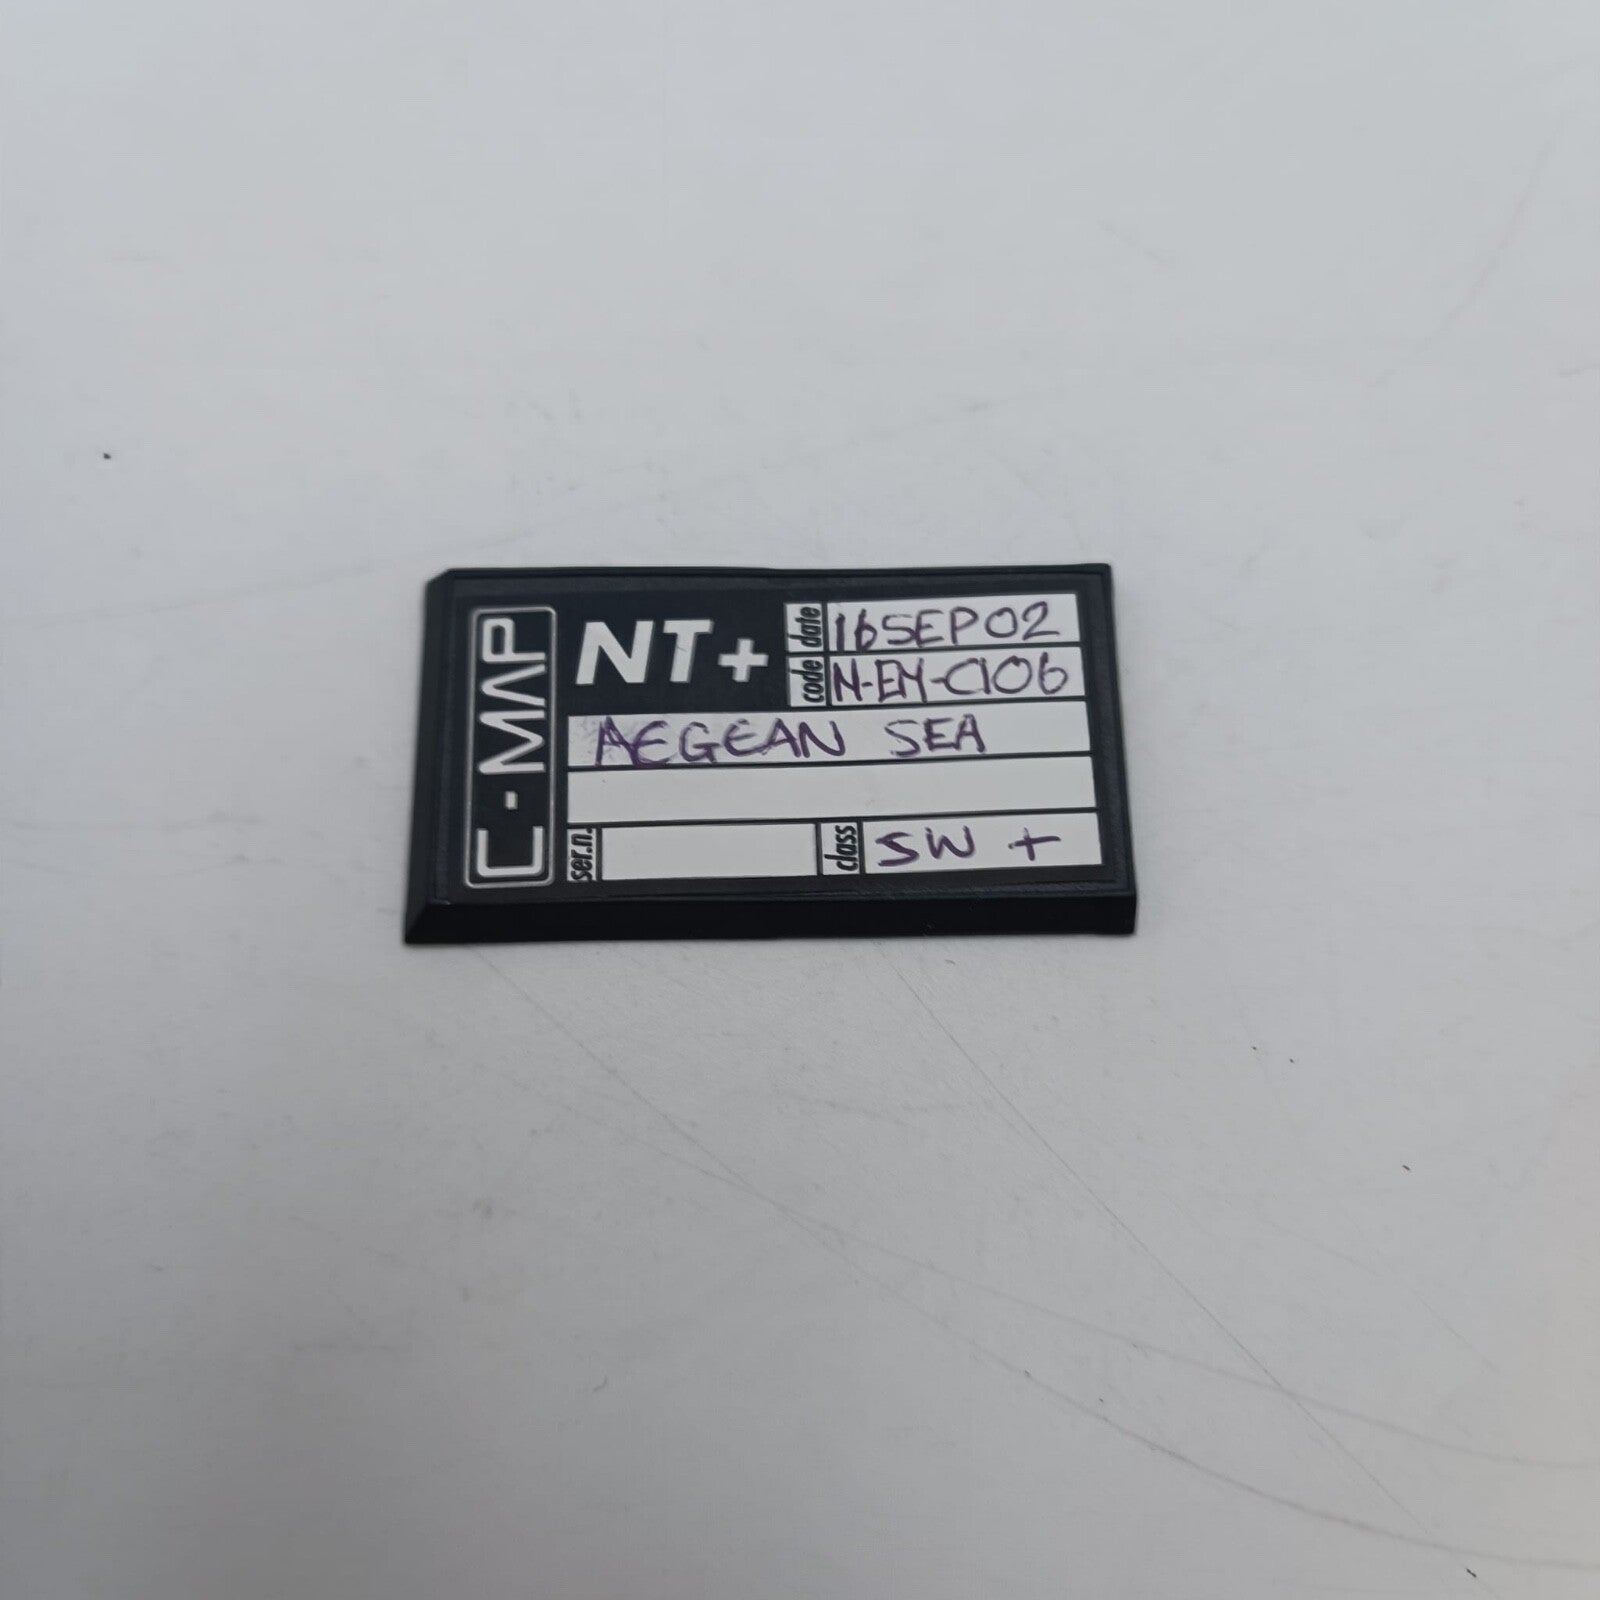 C-MAP
NT+
date 16SEP02
code N-EM-C106
AEGEAN SEA
ser.n.
class SW +